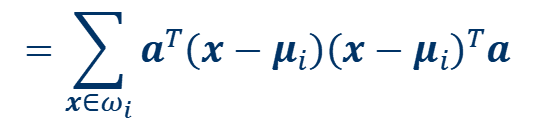 = ∑_{x∈ω_i} a^T(x − μ_i)(x − μ_i)^T a